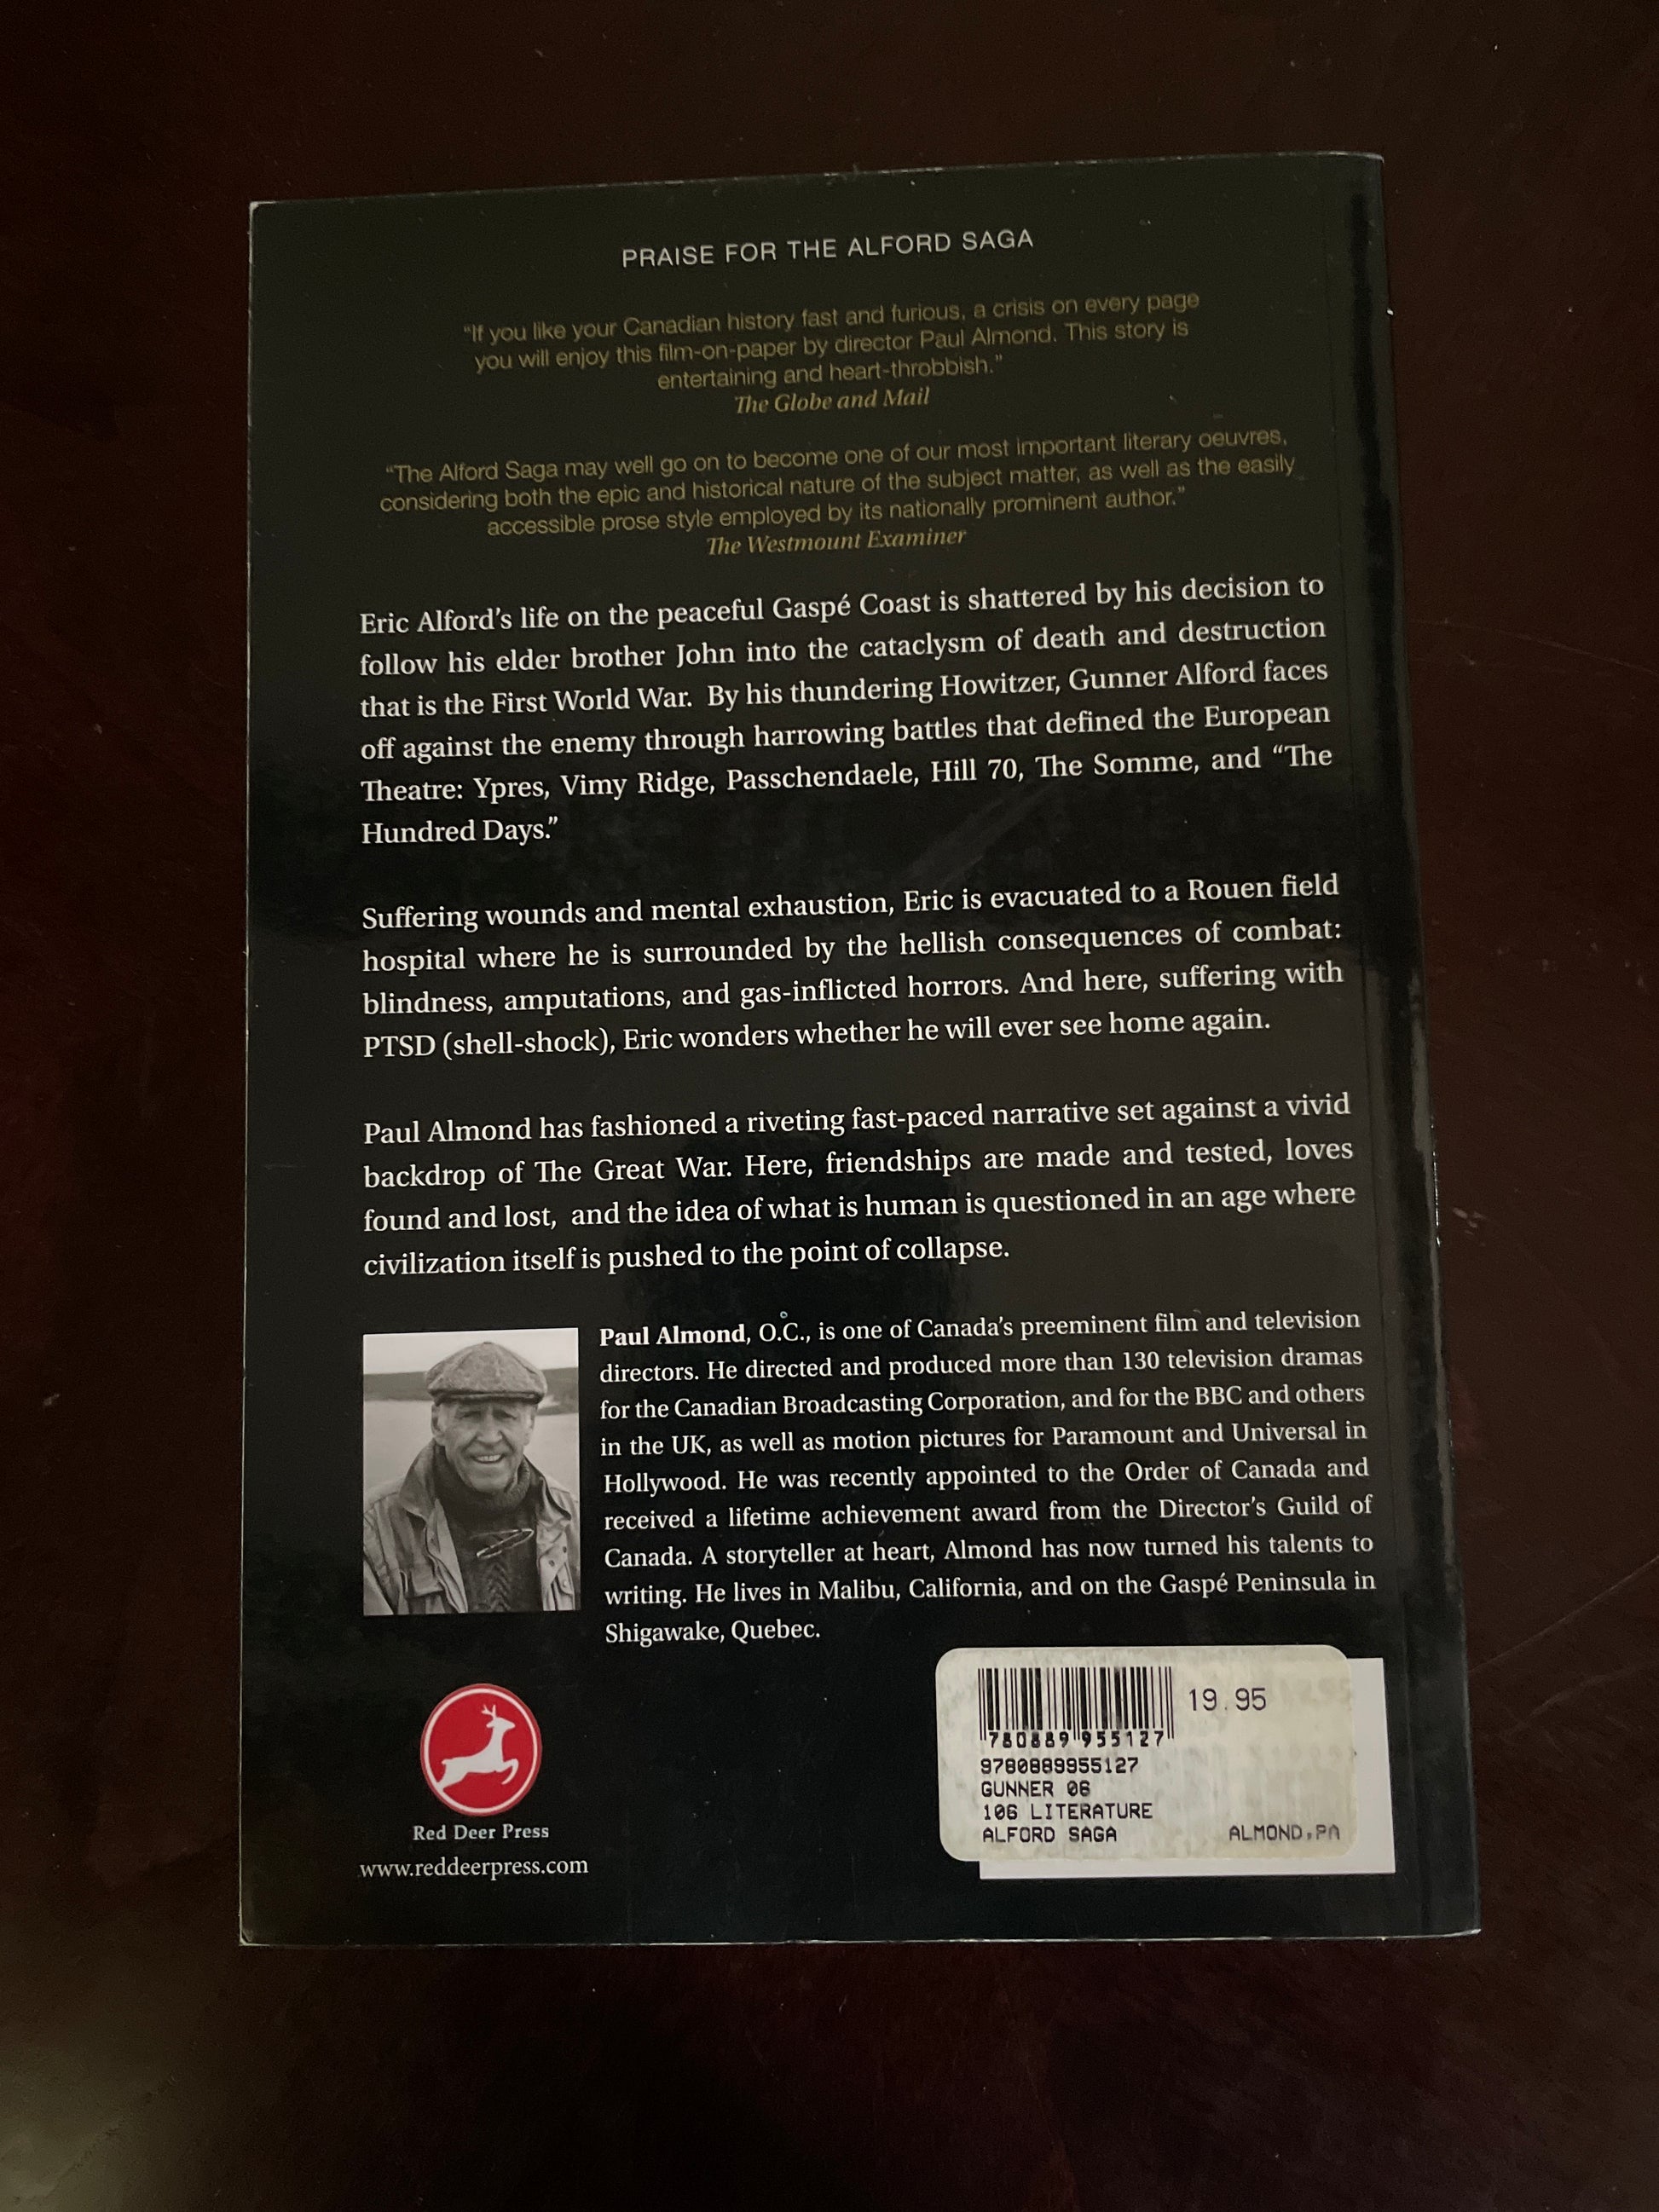 PRAISE FOR THE ALFORD SAGA
“If you like your Canadian history fast and furious, a crisis on every page
you will enjoy this film-on-paper by director Paul Almond. This story is
entertaining and heart-throbbish.”
The Globe and Mail
“The Alford Saga may well go on to become one of our most important literary oeuvres,
considering both the epic and historical nature of the subject matter, as well as the easily
accessible prose style employed by its nationally prominent author.”
The Westmount Examiner
Eric Alford’s life on the peaceful Gaspé Coast is shattered by his decision to
follow his elder brother John into the cataclysm of death and destruction
that is the First World War. By his thundering Howitzer, Gunner Alford faces
off against the enemy through harrowing battles that defined the European
Theatre: Ypres, Vimy Ridge, Passchendaele, Hill 70, The Somme, and “The
Hundred Days.”
Suffering wounds and mental exhaustion, Eric is evacuated to a Rouen field
hospital where he is surrounded by the hellish consequences of combat:
blindness, amputations, and gas-inflicted horrors. And here, suffering with
PTSD (shell-shock), Eric wonders whether he will ever see home again.
Paul Almond has fashioned a riveting fast-paced narrative set against a vivid
backdrop of The Great War. Here, friendships are made and tested, loves
found and lost, and the idea of what is human is questioned in an age where
civilization itself is pushed to the point of collapse.
Paul Almond, O.C., is one of Canada’s preeminent film and television
directors. He directed and produced more than 130 television dramas
for the Canadian Broadcasting Corporation, and for the BBC and others
in the UK, as well as motion pictures for Paramount and Universal in
Hollywood. He was recently appointed to the Order of Canada and
received a lifetime achievement award from the Director’s Guild of
Canada. A storyteller at heart, Almond has now turned his talents to
writing. He lives in Malibu, California, and on the Gaspé Peninsula in
Shigawake, Quebec.
Red Deer Press
www.reddeerpress.com
19.95
780889 955127
9780889955127
GUNNER 06
106 LITERATURE
ALFORD SAGA ALMOND,PA